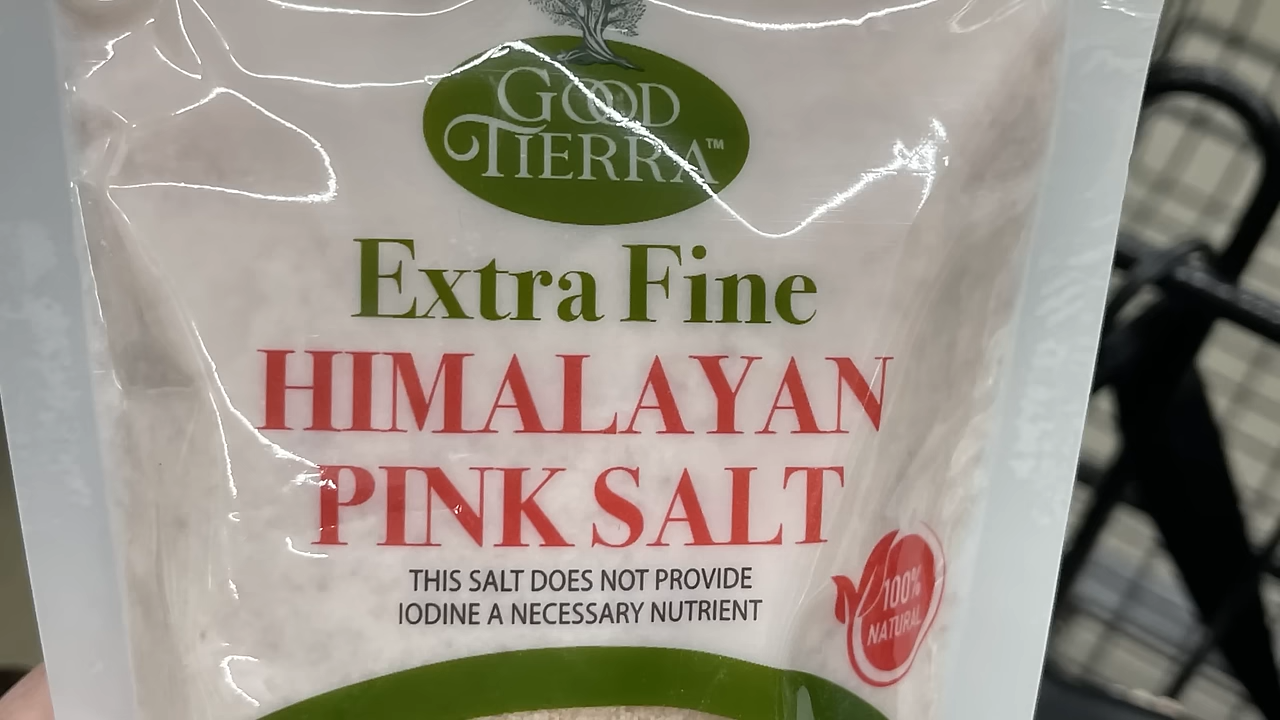 GOOD
TIERRA™
Extra Fine
HIMALAYAN
PINK SALT
THIS SALT DOES NOT PROVIDE
IODINE A NECESSARY NUTRIENT
100%
NATURAL